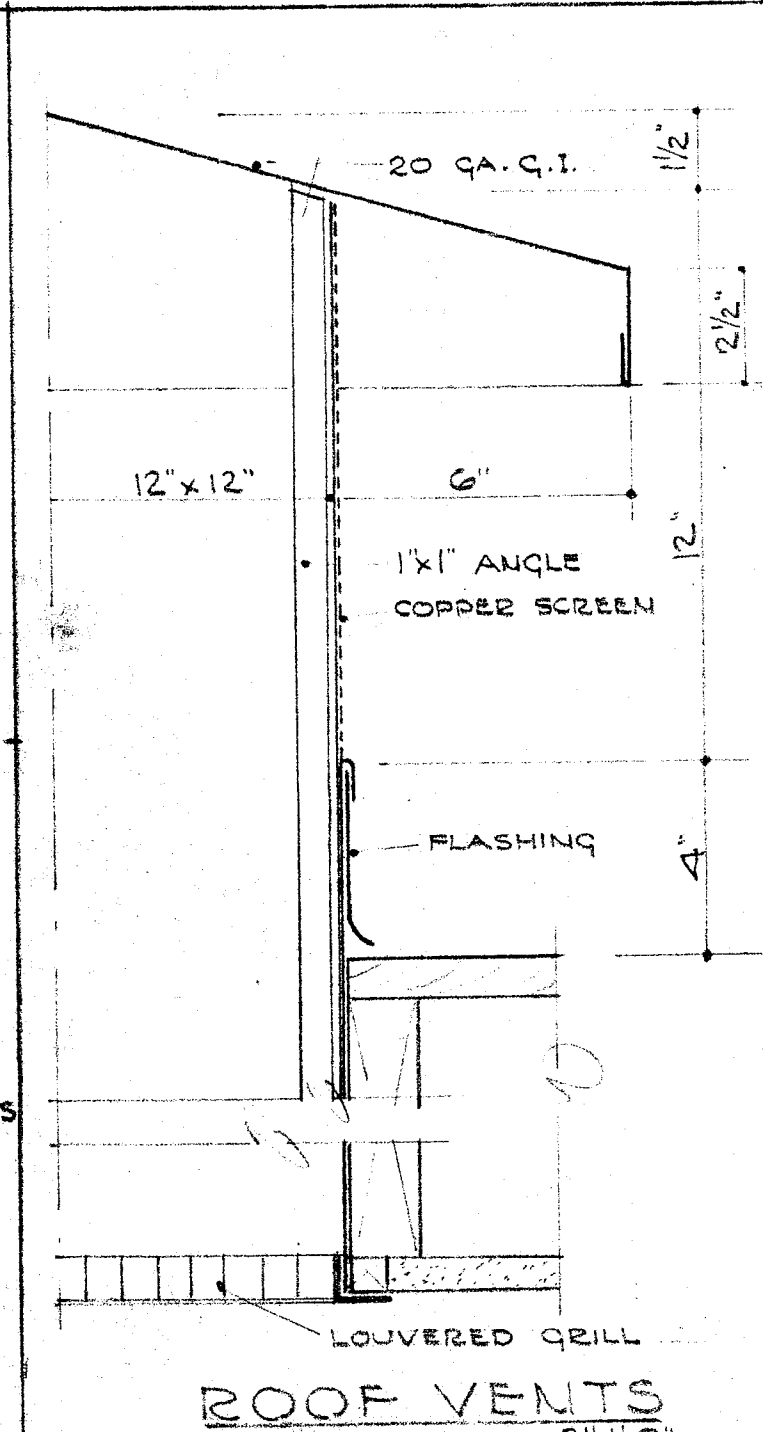 20 GA. G.I.
1½"
2½"
12" x 12"
6"
12"
1"x1" ANGLE
COPPER SCREEN
FLASHING
4"
S
LOUVERED GRILL
ROOF VENTS